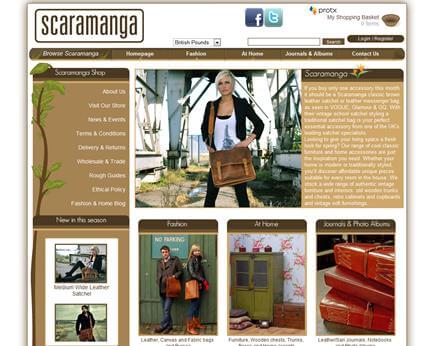 scaramanga
protx
My Shopping Basket
0 Items
British Pounds
Search
Login / Register
Browse Scaramanga
Homepage
Fashion
At Home
Journals & Albums
Contact Us
Scaramanga Shop
About Us
Visit Our Store
News & Events
Terms & Conditions
Delivery & Returns
Wholesale & Trade
Rough Guides
Ethical Policy
Fashion & Home Blog
New in this season
Medium Wide Leather
Satchel
Scaramanga
If you buy only one accessory this month
it should be a Scaramanga classic brown
leather satchel or leather messenger bag,
as seen in VOGUE, Glamour & GQ. With
their vintage school satchel styling a
traditional satchel bag is your perfect
essential accessory from one of the UK's
leading satchel specialists.
Looking to give your living space a fresh
look for spring? Our range of cool classic
furniture and home accessories are just
the inspiration you need. Whether your
home is modern or traditionally styled,
you'll discover affordable unique pieces
suitable for every room in the house. We
stock a wide range of authentic vintage
furniture and interiors: old wooden trunks
and chests, retro cabinets and cupboards
and vintage soft furnishings.
Fashion
NO PARKING
Leather, Canvas and Fabric bags
At Home
Furniture, Wooden chests, Trunks,
Journals & Photo Albums
Leather/Sari Journals, Notebooks